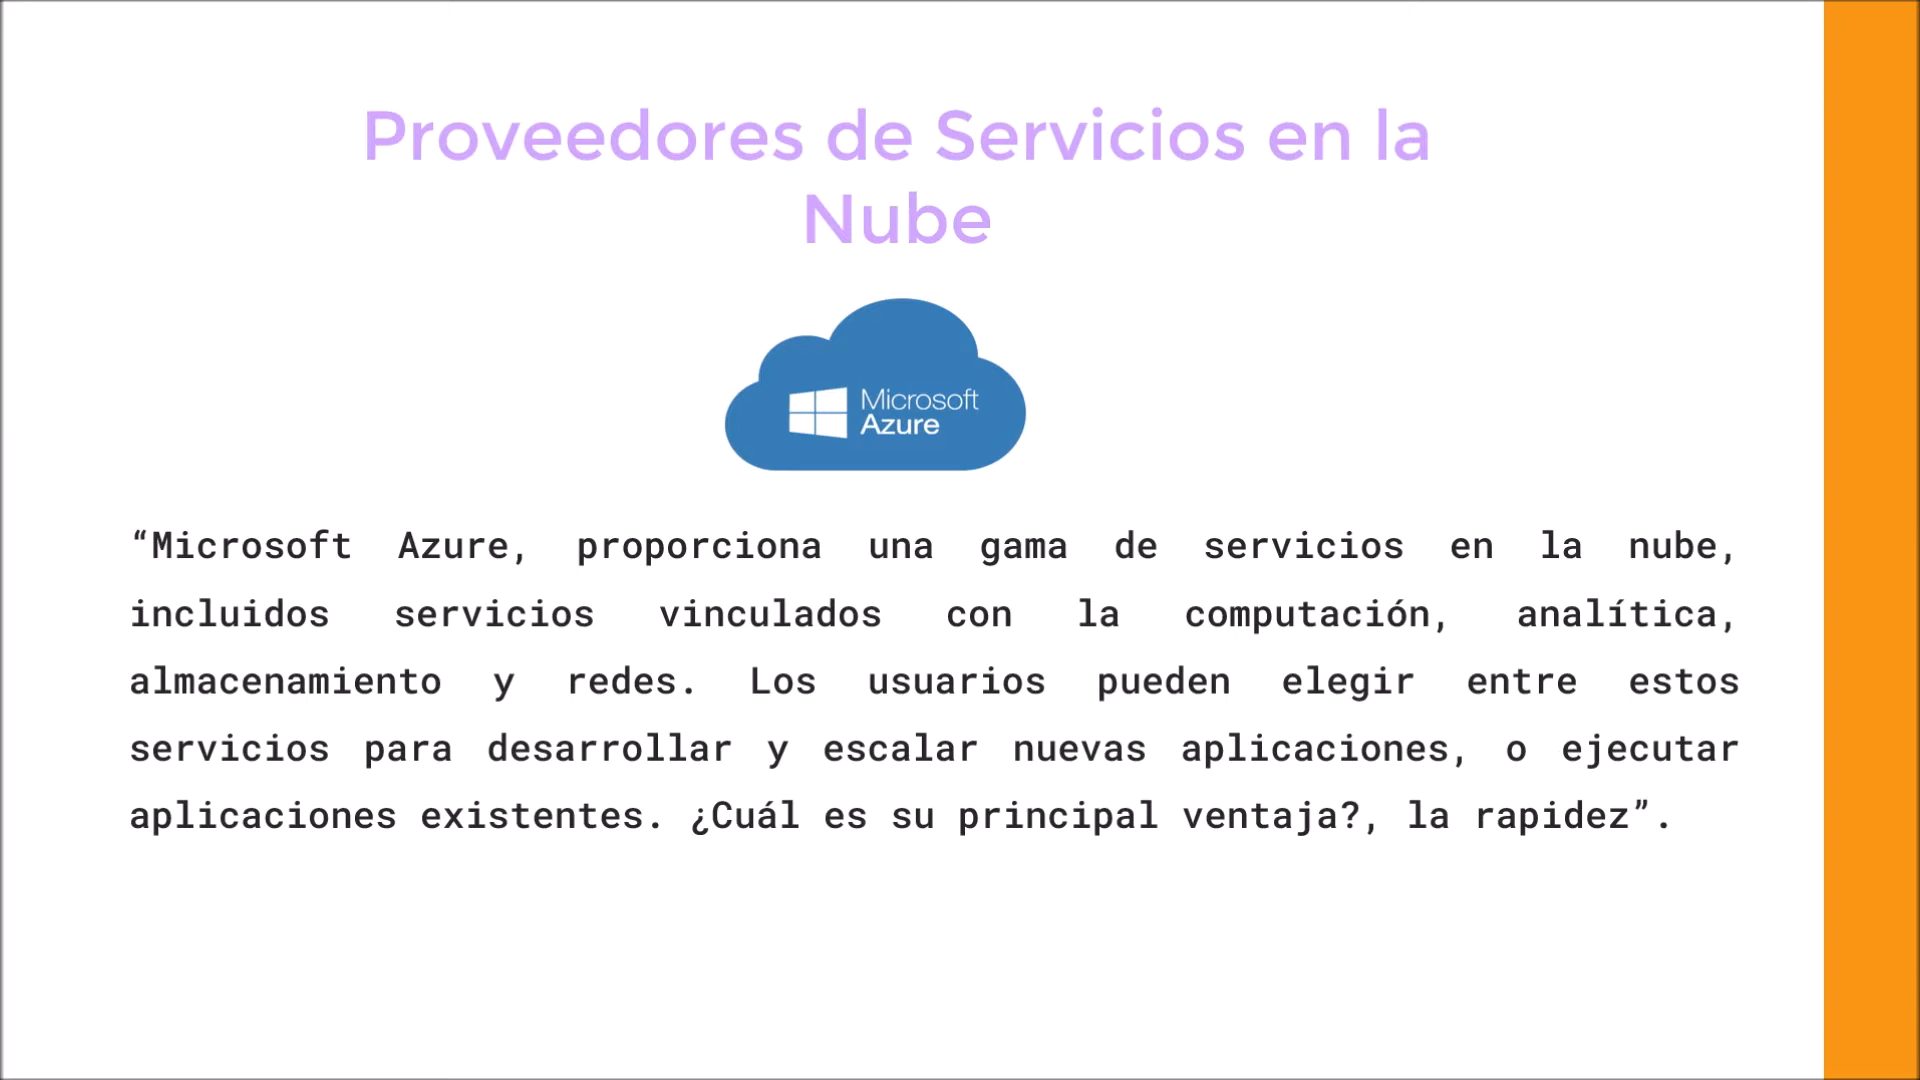 Proveedores de Servicios en la
Nube
Microsoft
Azure
“Microsoft Azure, proporciona una gama de servicios en la nube,
incluidos servicios vinculados con la computación, analítica,
almacenamiento y redes. Los usuarios pueden elegir entre estos
servicios para desarrollar y escalar nuevas aplicaciones, o ejecutar
aplicaciones existentes. ¿Cuál es su principal ventaja?, la rapidez”.